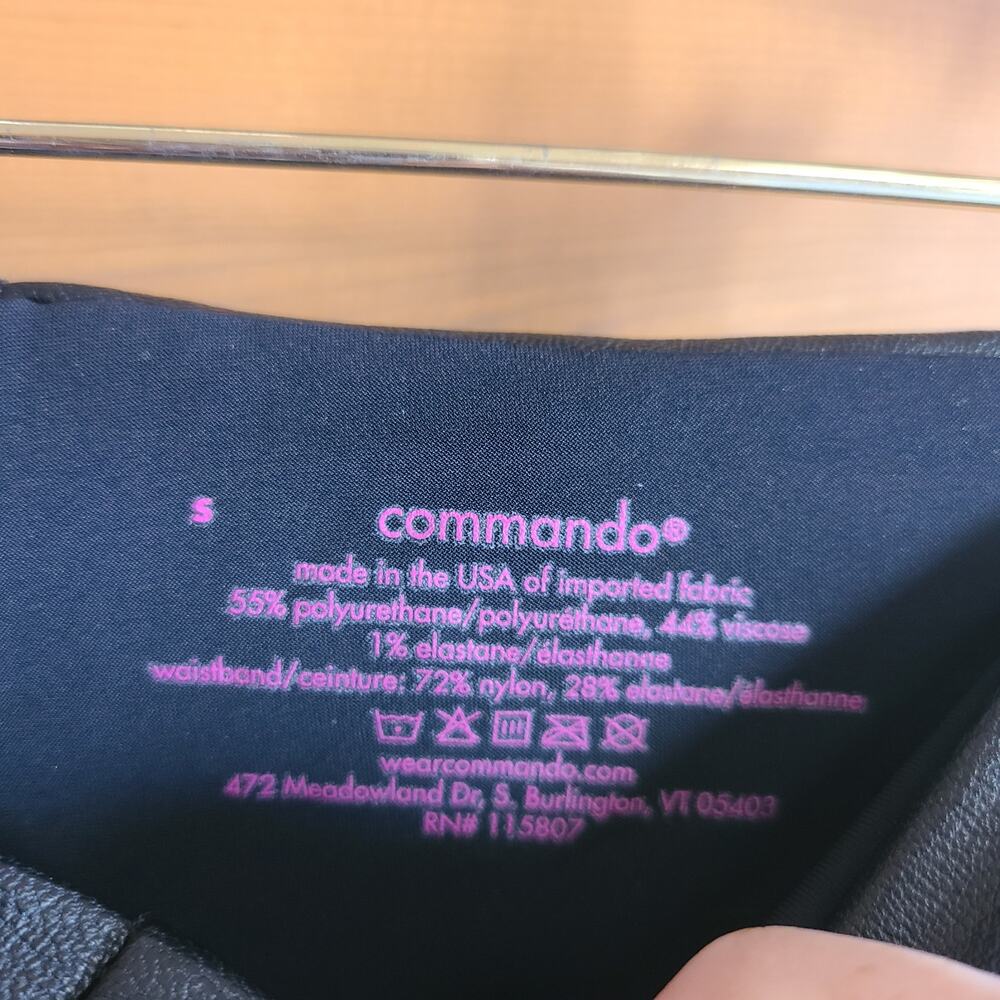 s
commando®
made in the USA of imported fabric
55% polyurethane/polyuréthane, 44% viscose
1% elastane/élasthanne
waistband/ceinture: 72% nylon, 28% elastane/élasthanne
wearcommando.com
472 Meadowland Dr, S. Burlington, VT 05403
RN# 115807